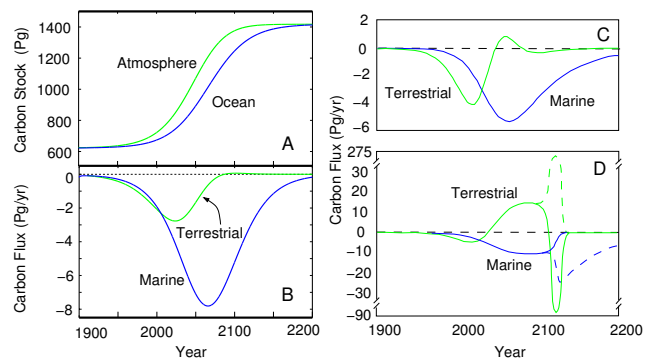 1400
1200
1000
800
600
Carbon Stock (Pg)
Atmosphere
Ocean
A
0
−2
−4
−6
−8
Carbon Flux (Pg/yr)
Terrestrial
Marine
B
1900
2000
2100
2200
Year
2
0
−2
−4
−6
Carbon Flux (Pg/yr)
C
Terrestrial
Marine
275
30
20
10
0
−10
−20
−30
−90
D
Terrestrial
Marine
1900
2000
2100
2200
Year